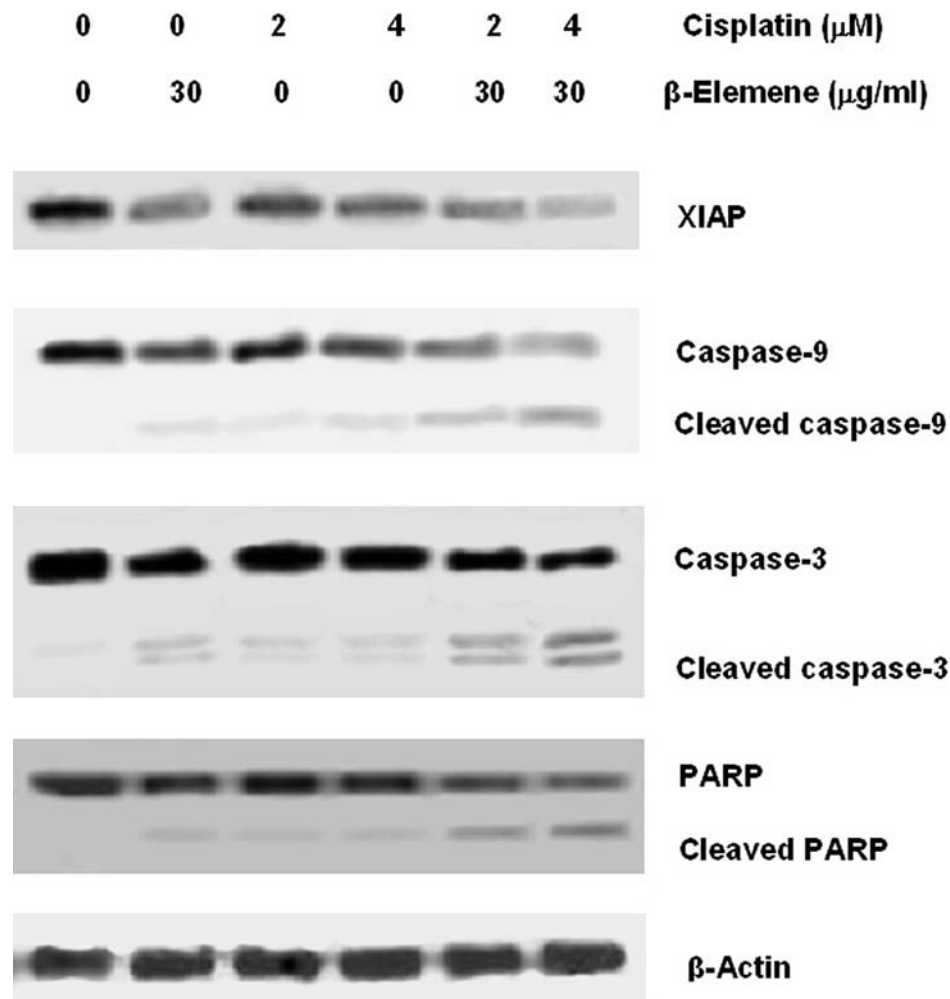 0 0 2 4 2 4 Cisplatin (μM)
0 30 0 0 30 30 β-Elemene (μg/ml)
XIAP
Caspase-9
Cleaved caspase-9
Caspase-3
Cleaved caspase-3
PARP
Cleaved PARP
β-Actin